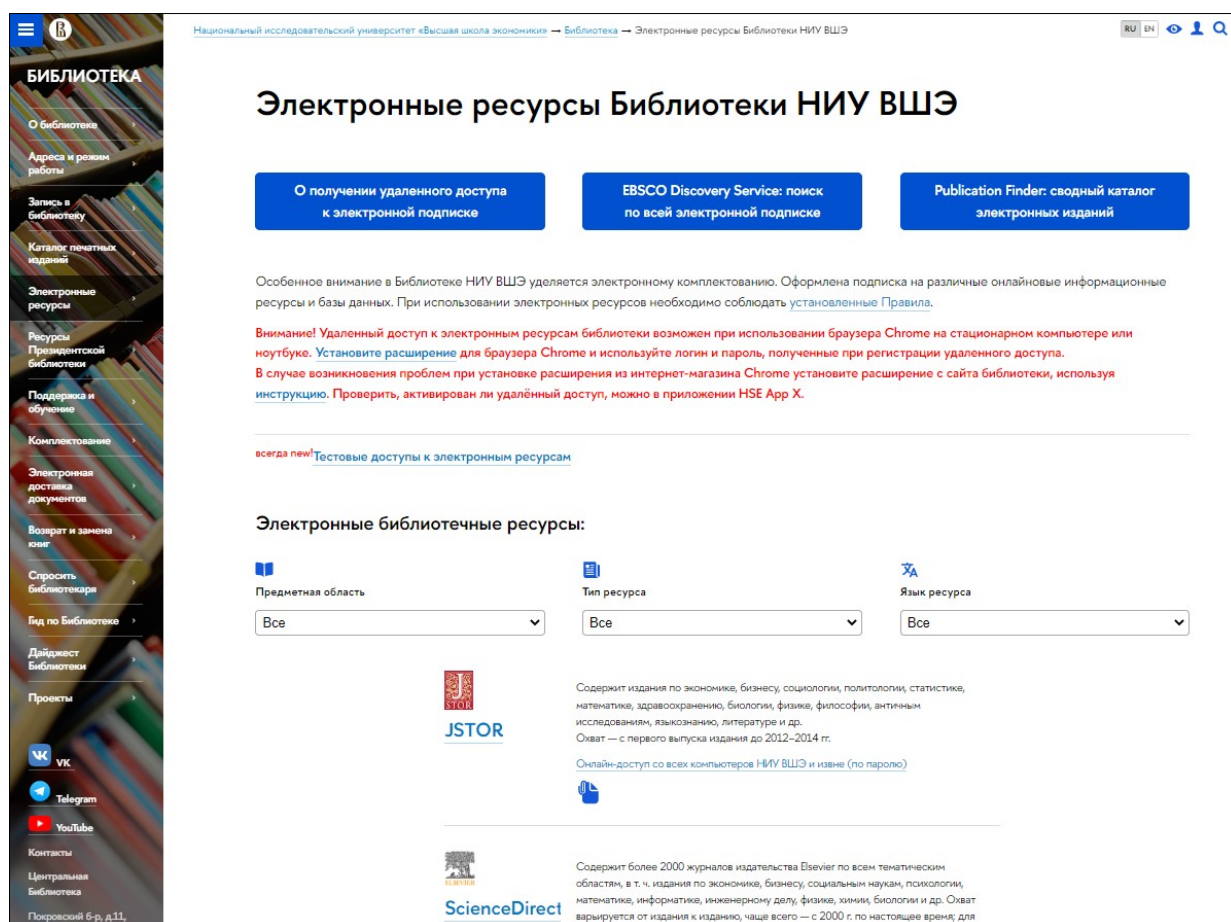 Национальный исследовательский университет «Высшая школа экономики» → Библиотека → Электронные ресурсы Библиотеки НИУ ВШЭ
RU EN
БИБЛИОТЕКА
О библиотеке
Адреса и режим
работы
Запись в
библиотеку
Каталог печатных
изданий
Электронные
ресурсы
Ресурсы
Президентской
библиотеки
Поддержка и
обучение
Комплектование
Электронная
доставка
документов
Возврат и замена
книг
Спросить
библиотекаря
Гид по Библиотеке
Дайджест
Библиотеки
Проекты
VK
Telegram
YouTube
Контакты
Центральная
Библиотека
Покровский б-р, д.11,
Электронные ресурсы Библиотеки НИУ ВШЭ
О получении удаленного доступа
к электронной подписке
EBSCO Discovery Service: поиск
по всей электронной подписке
Publication Finder: сводный каталог
электронных изданий
Особенное внимание в Библиотеке НИУ ВШЭ уделяется электронному комплектованию. Оформлена подписка на различные онлайновые информационные
ресурсы и базы данных. При использовании электронных ресурсов необходимо соблюдать установленные Правила.
Внимание! Удаленный доступ к электронным ресурсам библиотеки возможен при использовании браузера Chrome на стационарном компьютере или
ноутбуке. Установите расширение для браузера Chrome и используйте логин и пароль, полученные при регистрации удаленного доступа.
В случае возникновения проблем при установке расширения из интернет-магазина Chrome установите расширение с сайта библиотеки, используя
инструкцию. Проверить, активирован ли удалённый доступ, можно в приложении HSE App X.
всегда new!Тестовые доступы к электронным ресурсам
Электронные библиотечные ресурсы:
Предметная область
Все
Тип ресурса
Все
Язык ресурса
Все
JSTOR
JSTOR
Содержит издания по экономике, бизнесу, социологии, политологии, статистике,
математике, здравоохранению, биологии, физике, философии, античным
исследованиям, языкознанию, литературе и др.
Охват — с первого выпуска издания до 2012–2014 гг.
Онлайн-доступ со всех компьютеров НИУ ВШЭ и извне (по паролю)
ELSEVIER
ScienceDirect
Содержит более 2000 журналов издательства Elsevier по всем тематическим
областям, в т. ч. издания по экономике, бизнесу, социальным наукам, психологии,
математике, информатике, инженерному делу, физике, химии, биологии и др. Охват
варьируется от издания к изданию, чаще всего — с 2000 г. по настоящее время; для